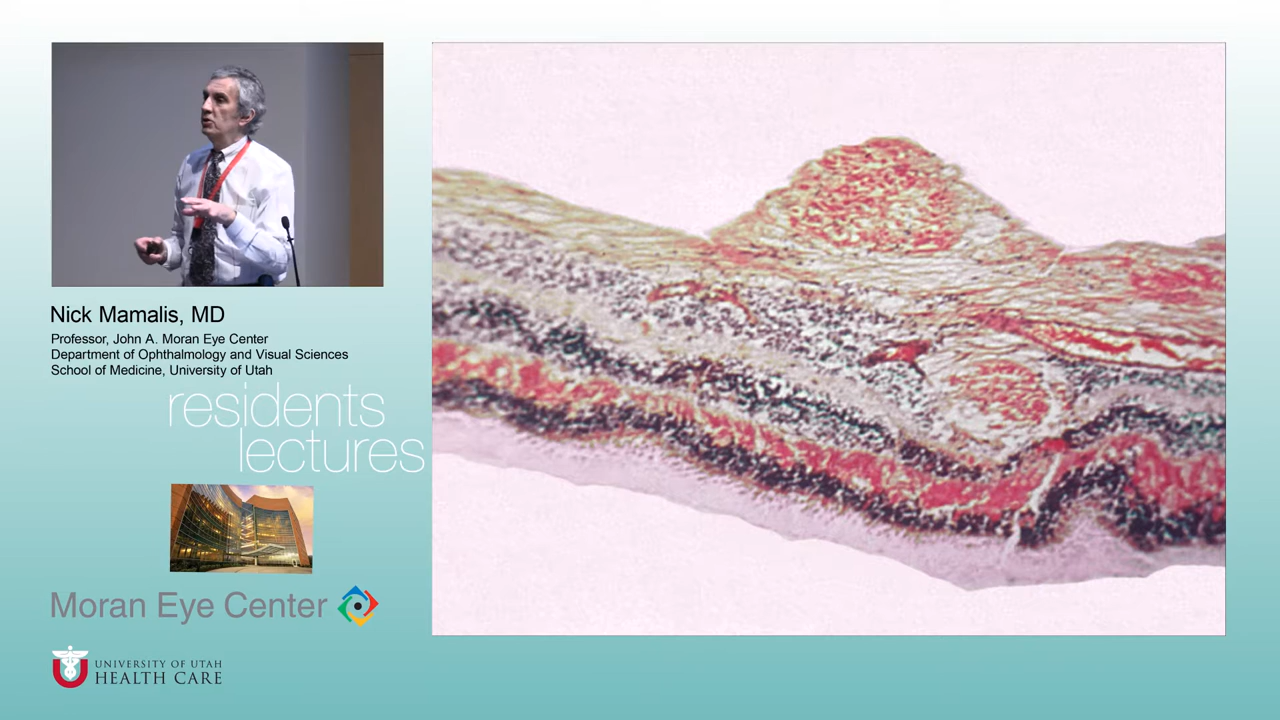 Nick Mamalis, MD
Professor, John A. Moran Eye Center
Department of Ophthalmology and Visual Sciences
School of Medicine, University of Utah
residents
lectures
Moran Eye Center
UNIVERSITY OF UTAH
HEALTH CARE